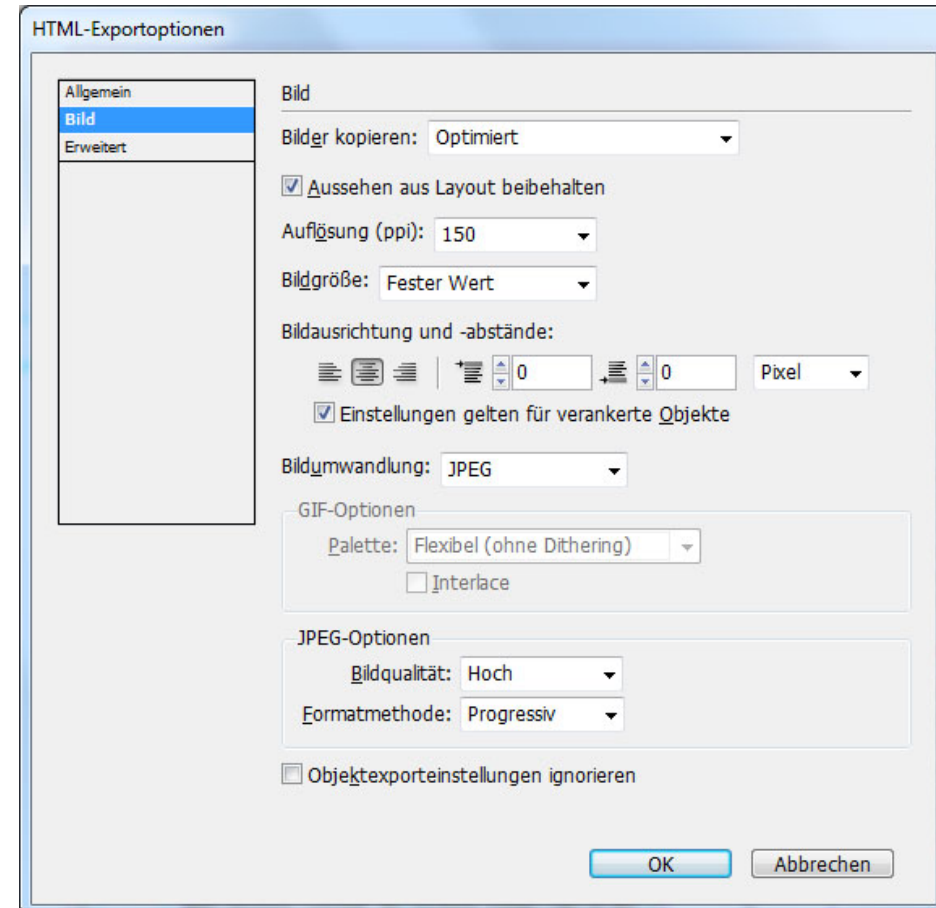 HTML-Exportoptionen
Allgemein
Bild
Erweitert
Bild
Bilder kopieren: Optimiert
Aussehen aus Layout beibehalten
Auflösung (ppi): 150
Bildgröße: Fester Wert
Bildausrichtung und -abstände:
0 0 Pixel
Einstellungen gelten für verankerte Objekte
Bildumwandlung: JPEG
GIF-Optionen
Palette: Flexibel (ohne Dithering)
Interlace
JPEG-Optionen
Bildqualität: Hoch
Formatmethode: Progressiv
Objektexporteinstellungen ignorieren
OK Abbrechen